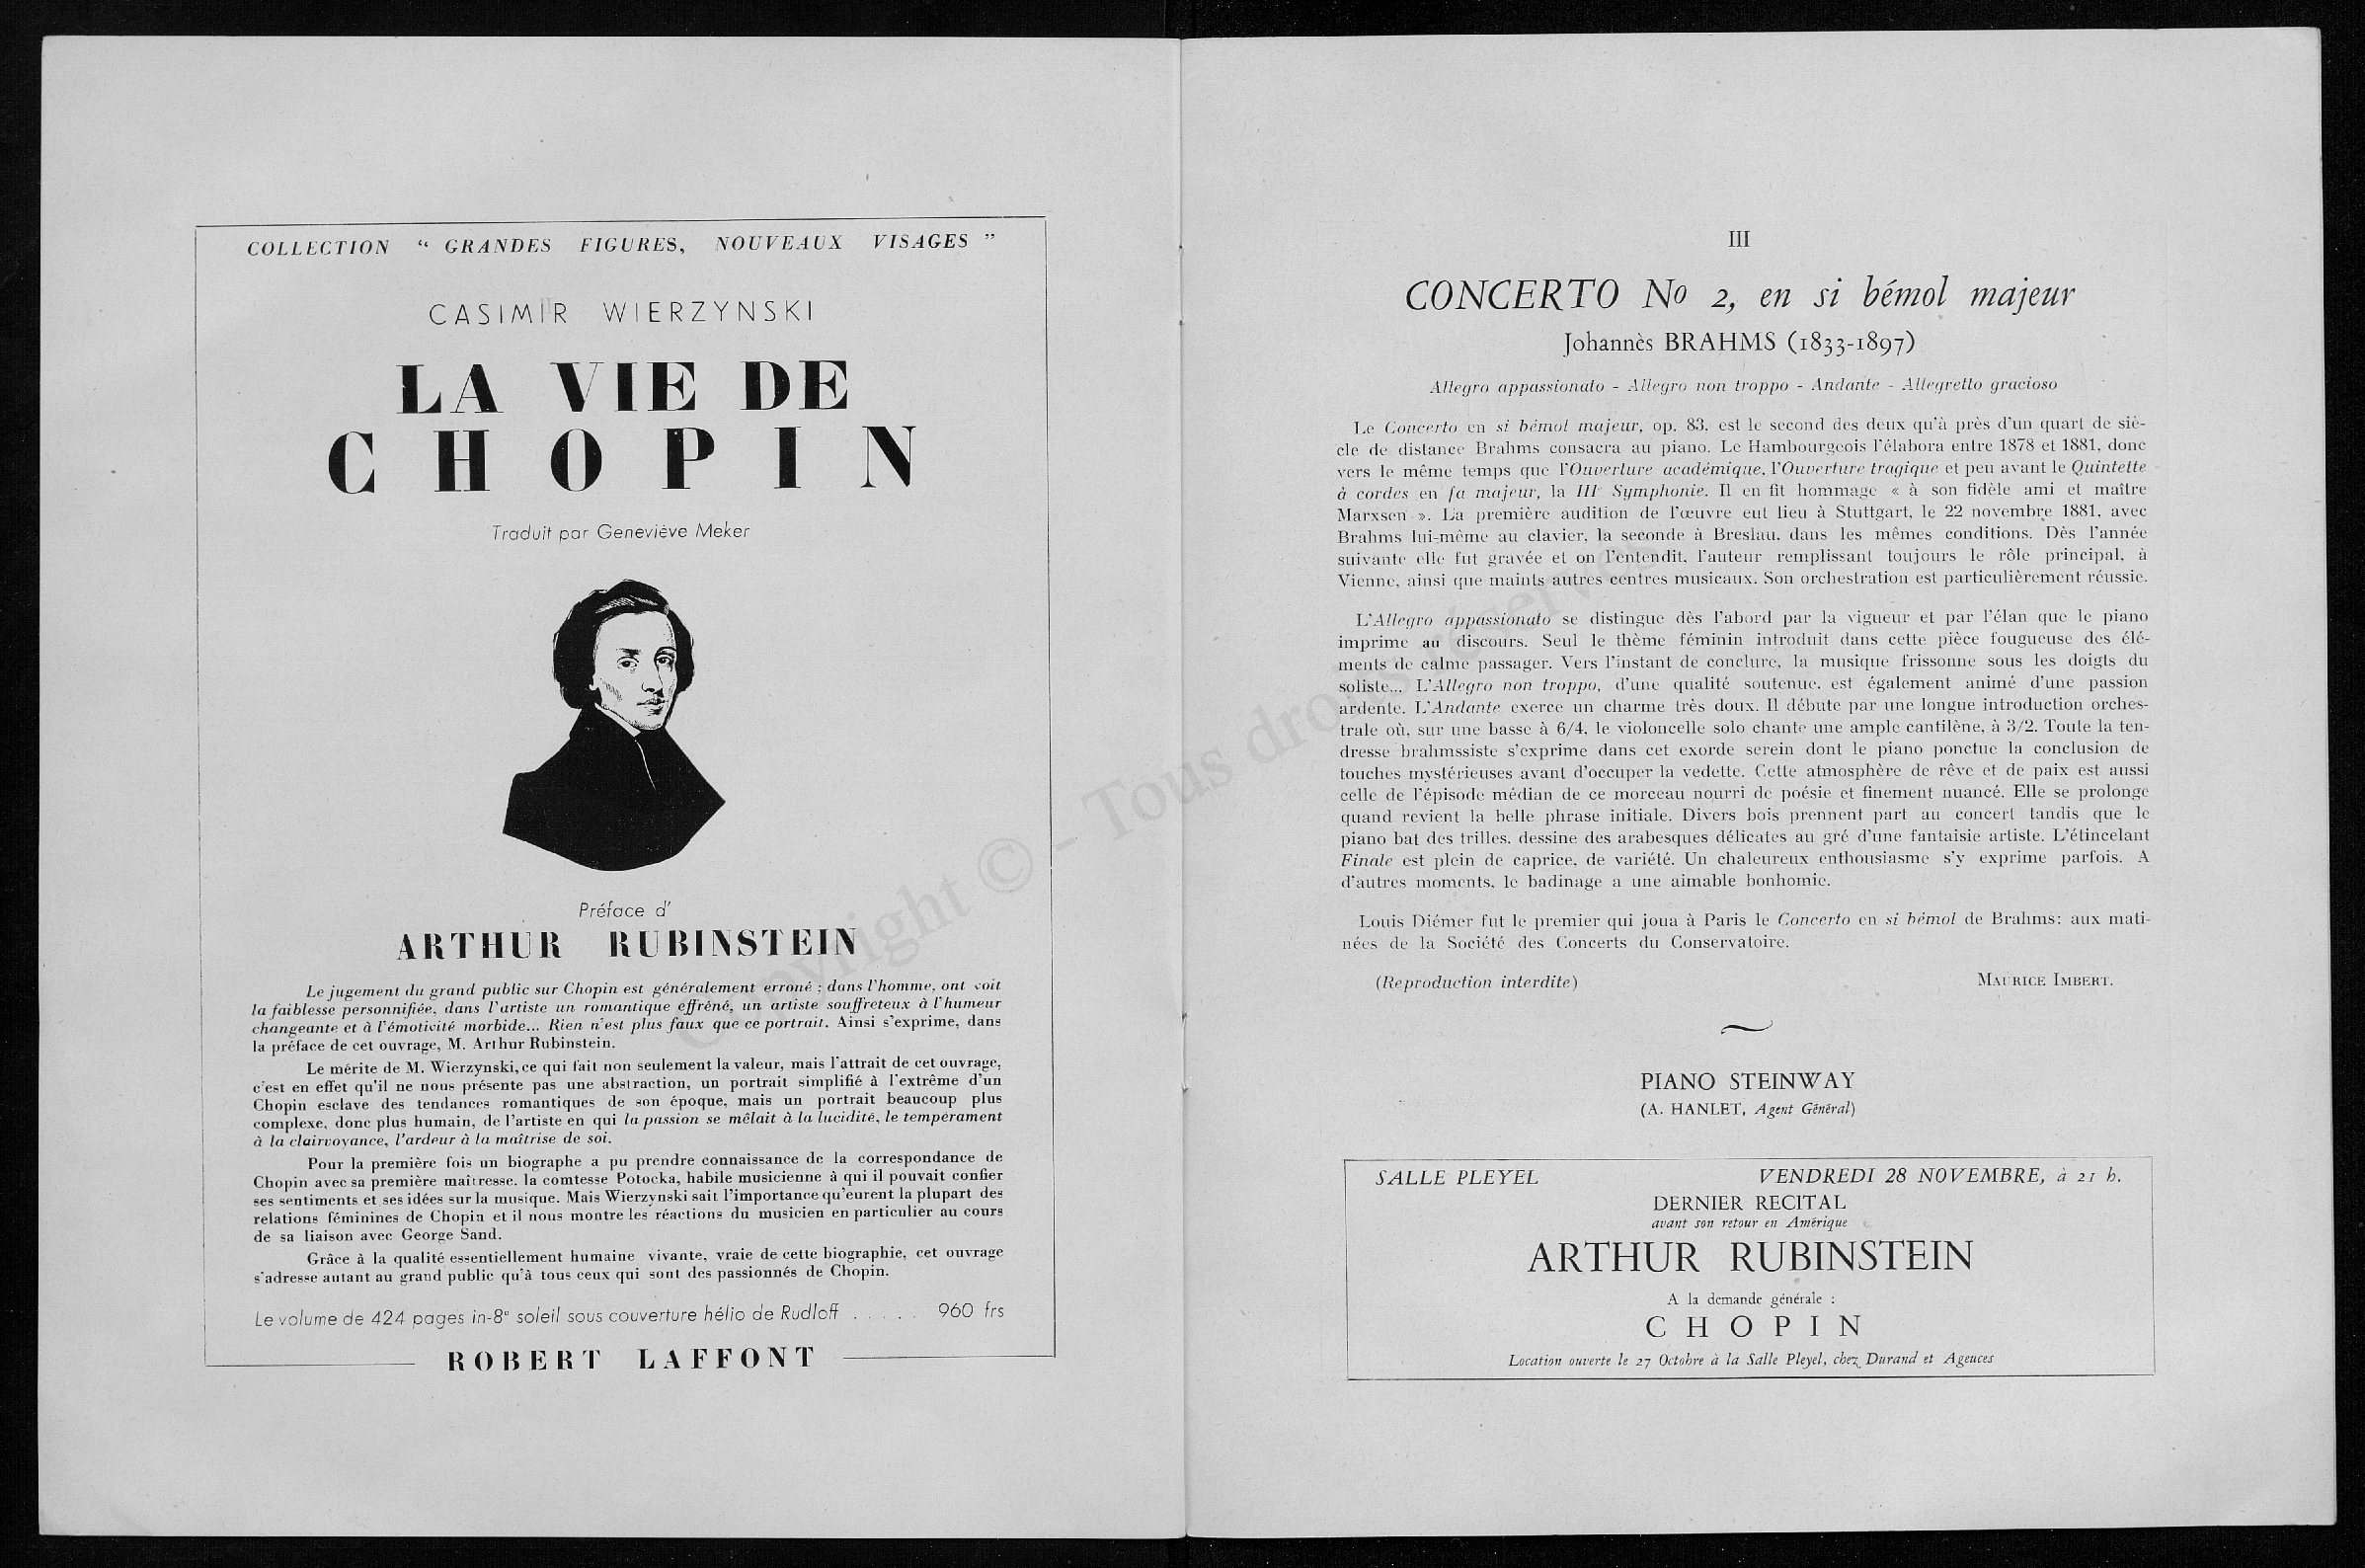 COLLECTION “ GRANDES FIGURES, NOUVEAUX VISAGES ”
CASIMIR WIERZYNSKI
LA VIE DE
CHOPIN
Traduit par Geneviève Meker
Préface d'
ARTHUR RUBINSTEIN
Le jugement du grand public sur Chopin est généralement erroné : dans l'homme, ont voit
la faiblesse personnifiée, dans l'artiste un romantique effréné, un artiste souffreteux à l'humeur
changeante et à l'émotivité morbide... Rien n'est plus faux que ce portrait. Ainsi s'exprime, dans
la préface de cet ouvrage, M. Arthur Rubinstein.
Le mérite de M. Wierzynski, ce qui fait non seulement la valeur, mais l'attrait de cet ouvrage,
c'est en effet qu'il ne nous présente pas une abstraction, un portrait simplifié à l'extrême d'un
Chopin esclave des tendances romantiques de son époque, mais un portrait beaucoup plus
complexe, donc plus humain, de l'artiste en qui la passion se mêlait à la lucidité, le tempérament
à la clairvoyance, l'ardeur à la maîtrise de soi.
Pour la première fois un biographe a pu prendre connaissance de la correspondance de
Chopin avec sa première maîtresse. la comtesse Potocka, habile musicienne à qui il pouvait confier
ses sentiments et ses idées sur la musique. Mais Wierzynski sait l'importance qu'eurent la plupart des
relations féminines de Chopin et il nous montre les réactions du musicien en particulier au cours
de sa liaison avec George Sand.
Grâce à la qualité essentiellement humaine vivante, vraie de cette biographie, cet ouvrage
s'adresse autant au grand public qu'à tous ceux qui sont des passionnés de Chopin.
Le volume de 424 pages in-8° soleil sous couverture hélio de Rudloff . . . . . 960 frs
ROBERT LAFFONT
III
CONCERTO No 2, en si bémol majeur
Johannès BRAHMS (1833-1897)
Allegro appassionato - Allegro non troppo - Andante - Allegretto gracioso
Le Concerto en si bémol majeur, op. 83, est le second des deux qu'à près d'un quart de siè-
cle de distance Brahms consacra au piano. Le Hambourgeois l'élabora entre 1878 et 1881, donc
vers le même temps que l'Ouverture académique, l'Ouverture tragique et peu avant le Quintette
à cordes en fa majeur, la IIIe Symphonie. Il en fit hommage « à son fidèle ami et maître
Marxsen ». La première audition de l'œuvre eut lieu à Stuttgart, le 22 novembre 1881, avec
Brahms lui-même au clavier, la seconde à Breslau, dans les mêmes conditions. Dès l'année
suivante elle fut gravée et on l'entendit, l'auteur remplissant toujours le rôle principal, à
Vienne, ainsi que maints autres centres musicaux. Son orchestration est particulièrement réussie.
L'Allegro appassionato se distingue dès l'abord par la vigueur et par l'élan que le piano
imprime au discours. Seul le thème féminin introduit dans cette pièce fougueuse des élé-
ments de calme passager. Vers l'instant de conclure, la musique frissonne sous les doigts du
soliste... L'Allegro non troppo, d'une qualité soutenue, est également animé d'une passion
ardente. L'Andante exerce un charme très doux. Il débute par une longue introduction orches-
trale où, sur une basse à 6/4, le violoncelle solo chante une ample cantilène, à 3/2. Toute la ten-
dresse brahmssiste s'exprime dans cet exorde serein dont le piano ponctue la conclusion de
touches mystérieuses avant d'occuper la vedette. Cette atmosphère de rêve et de paix est aussi
celle de l'épisode médian de ce morceau nourri de poésie et finement nuancé. Elle se prolonge
quand revient la belle phrase initiale. Divers bois prennent part au concert tandis que le
piano bat des trilles, dessine des arabesques délicates au gré d'une fantaisie artiste. L'étincelant
Finale est plein de caprice, de variété. Un chaleureux enthousiasme s'y exprime parfois. A
d'autres moments, le badinage a une aimable bonhomie.
Louis Diémer fut le premier qui joua à Paris le Concerto en si bémol de Brahms: aux mati-
nées de la Société des Concerts du Conservatoire.
(Reproduction interdite) MAURICE IMBERT.
PIANO STEINWAY
(A. HANLET, Agent Général)
SALLE PLEYEL VENDREDI 28 NOVEMBRE, à 21 h.
DERNIER RECITAL
avant son retour en Amérique
ARTHUR RUBINSTEIN
A la demande générale :
CHOPIN
Location ouverte le 27 Octobre à la Salle Pleyel, chez Durand et Agences
Copyright © - Tous droits réservés